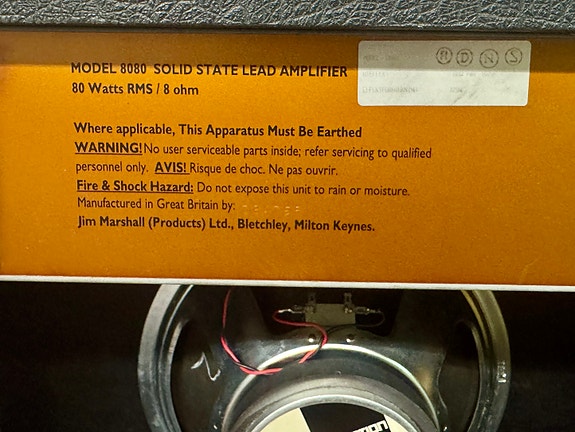 MODEL 8080 SOLID STATE LEAD AMPLIFIER
80 Watts RMS / 8 ohm
Where applicable, This Apparatus Must Be Earthed
WARNING! No user serviceable parts inside; refer servicing to qualified
personnel only. AVIS! Risque de choc. Ne pas ouvrir.
Fire & Shock Hazard: Do not expose this unit to rain or moisture.
Manufactured in Great Britain by:
Jim Marshall (Products) Ltd., Bletchley, Milton Keynes.